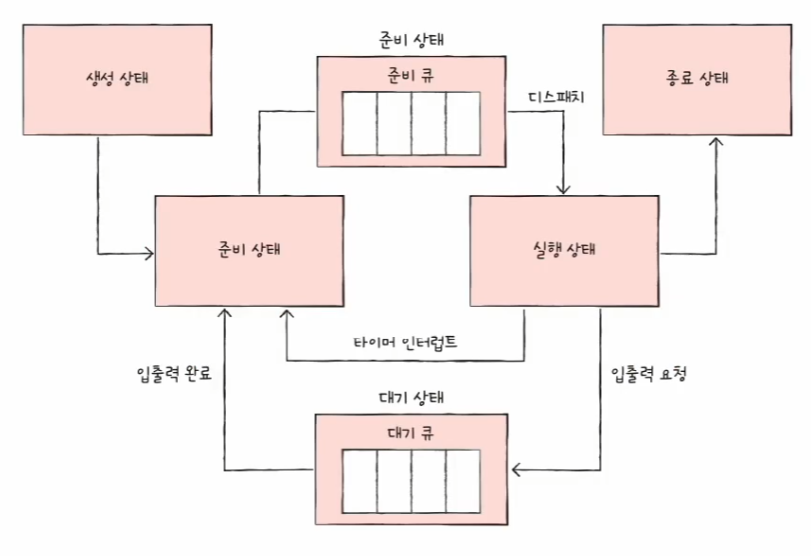 준비 상태
생성 상태
준비 큐
종료 상태
디스패치
준비 상태
실행 상태
타이머 인터럽트
입출력 완료
입출력 요청
대기 상태
대기 큐